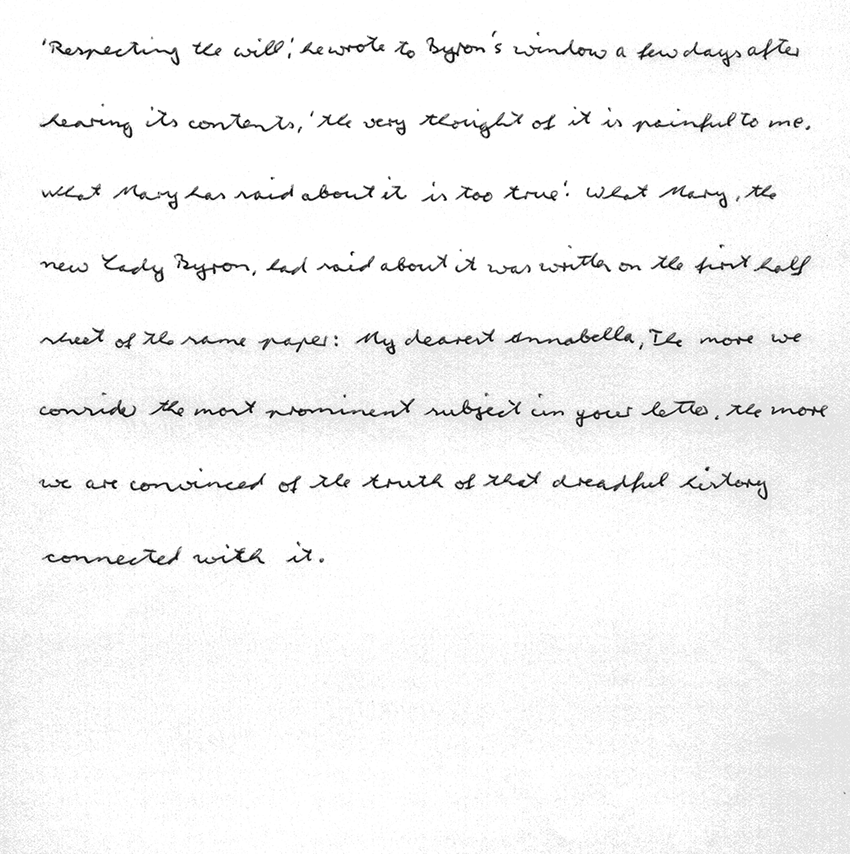 'Respecting the will,' he wrote to Byron's window a few days after
hearing its contents, 'the very thought of it is painful to me.
What Mary has said about it is too true'. What Mary, the
new Lady Byron, had said about it was written on the first half
sheet of the same paper: My dearest Annabella, The more we
consider the most prominent subject in your letter, the more
we are convinced of the truth of that dreadful history
connected with it.